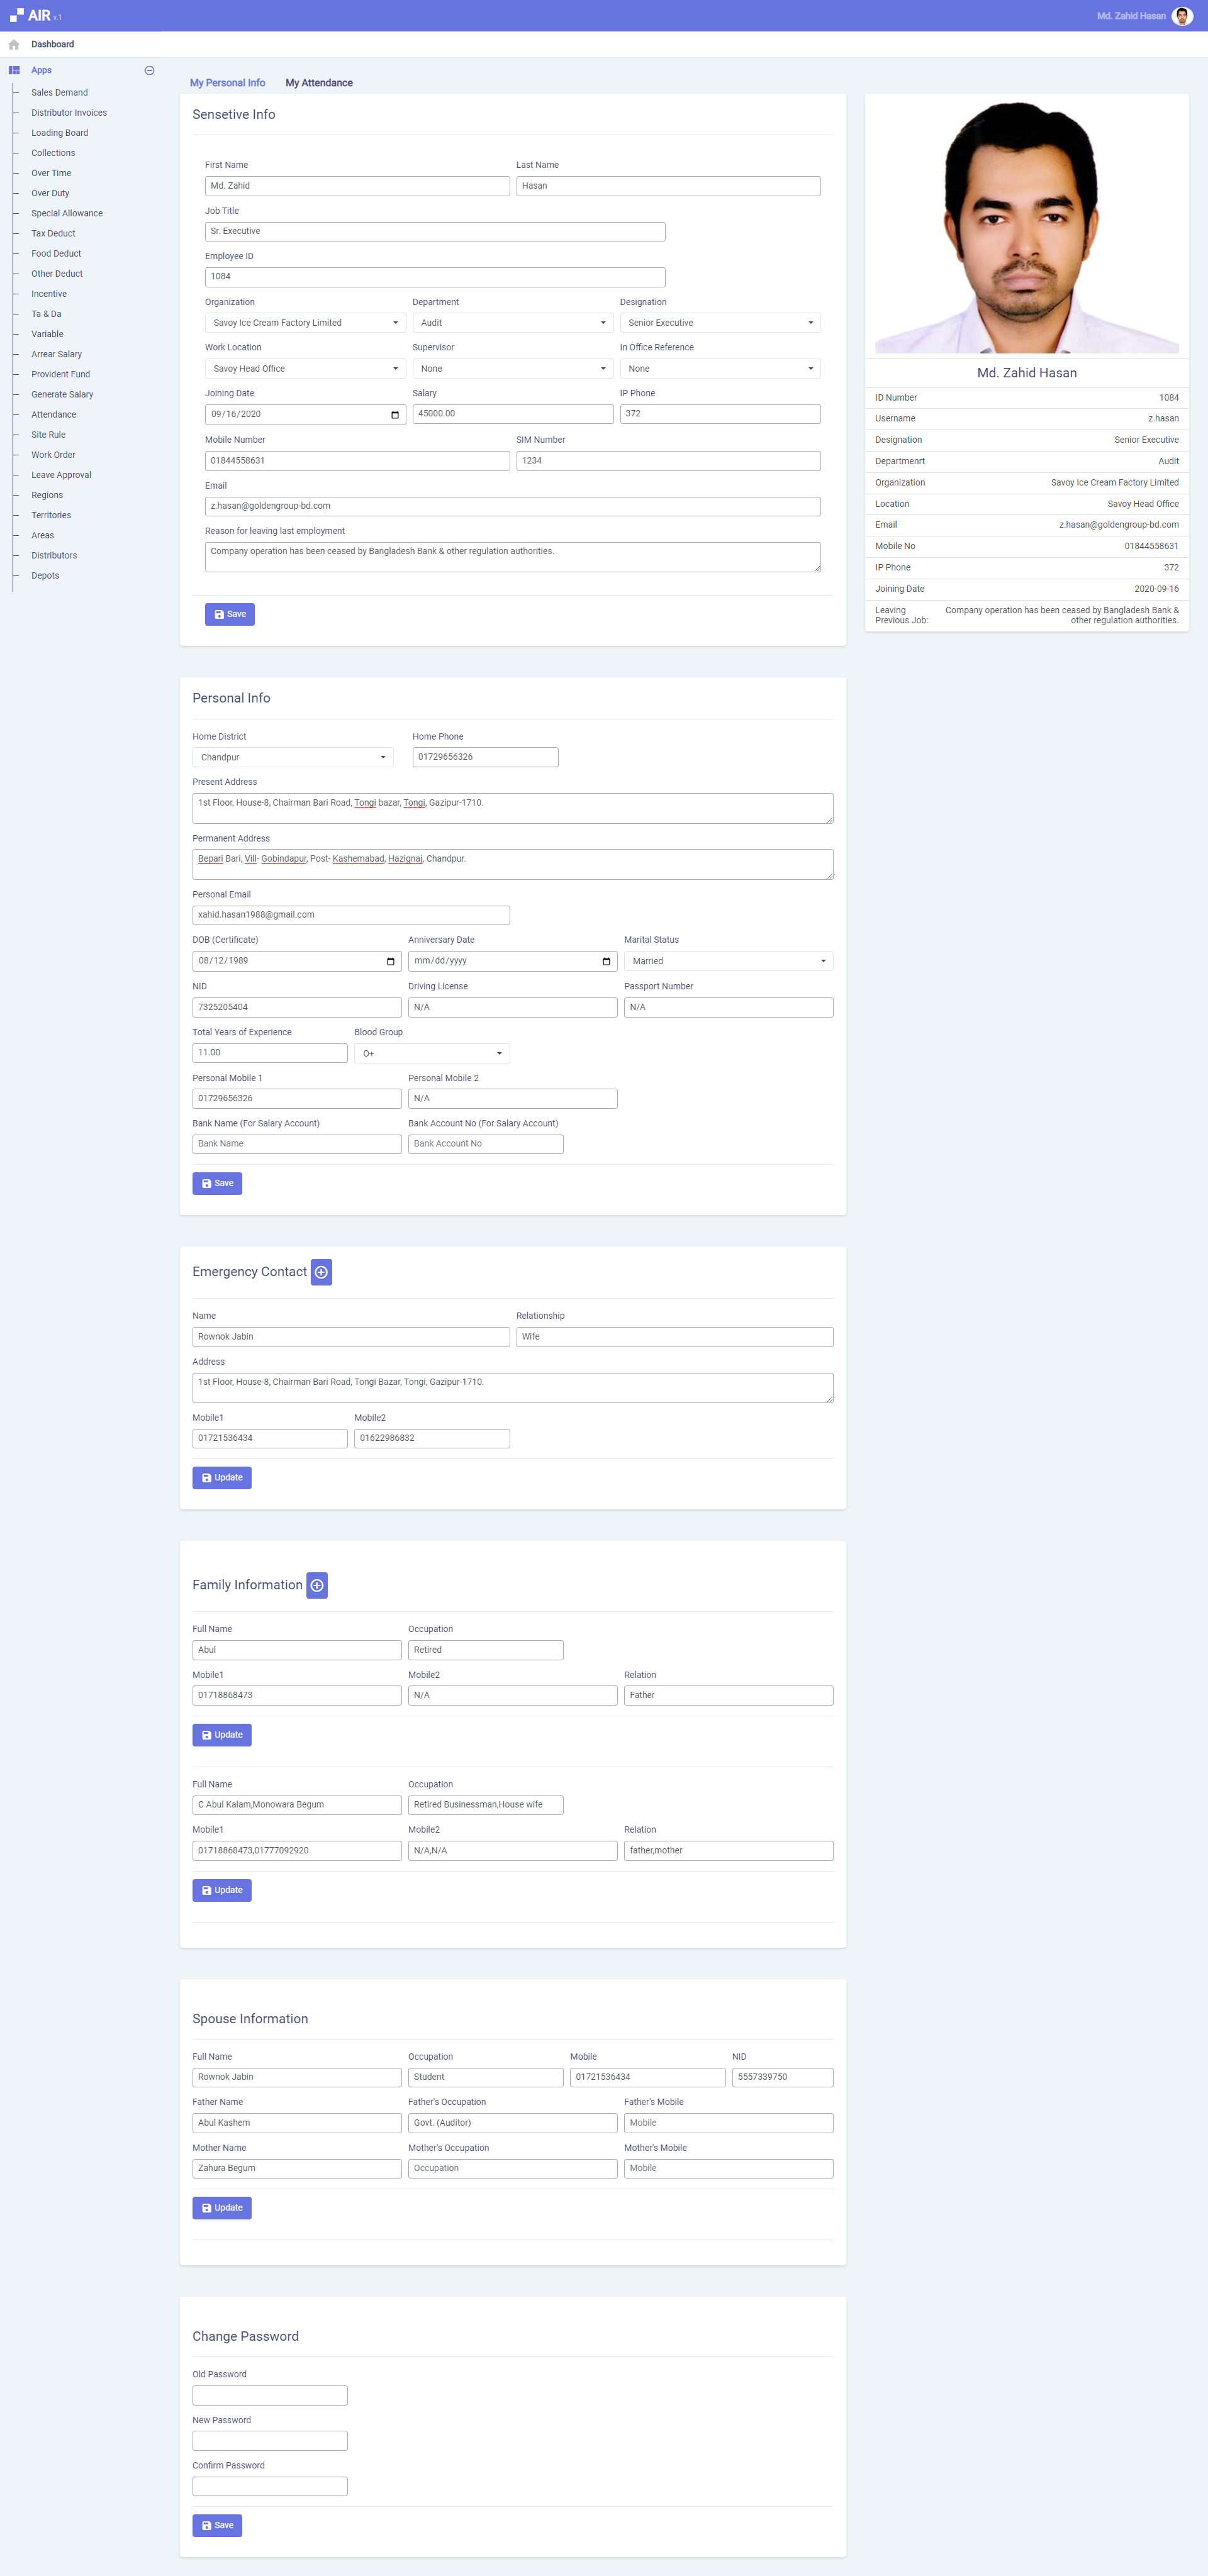 AIR v.1
Md. Zahid Hasan
Dashboard
Apps
Sales Demand
Distributor Invoices
Loading Board
Collections
Over Time
Over Duty
Special Allowance
Tax Deduct
Food Deduct
Other Deduct
Incentive
Ta & Da
Variable
Arrear Salary
Provident Fund
Generate Salary
Attendance
Site Rule
Work Order
Leave Approval
Regions
Territories
Areas
Distributors
Depots
My Personal Info My Attendance
Sensetive Info
First Name Last Name
Md. Zahid Hasan
Job Title
Sr. Executive
Employee ID
1084
Organization Department Designation
Savoy Ice Cream Factory Limited Audit Senior Executive
Work Location Supervisor In Office Reference
Savoy Head Office None None
Joining Date Salary IP Phone
09/16/2020 45000.00 372
Mobile Number SIM Number
01844558631 1234
Email
z.hasan@goldengroup-bd.com
Reason for leaving last employment
Company operation has been ceased by Bangladesh Bank & other regulation authorities.
Save
Md. Zahid Hasan
ID Number 1084
Username z.hasan
Designation Senior Executive
Departmenrt Audit
Organization Savoy Ice Cream Factory Limited
Location Savoy Head Office
Email z.hasan@goldengroup-bd.com
Mobile No 01844558631
IP Phone 372
Joining Date 2020-09-16
Leaving Company operation has been ceased by Bangladesh Bank &
Previous Job: other regulation authorities.
Personal Info
Home District Home Phone
Chandpur 01729656326
Present Address
1st Floor, House-8, Chairman Bari Road, Tongi bazar, Tongi, Gazipur-1710.
Permanent Address
Bepari Bari, Vill- Gobindapur, Post- Kashemabad, Hazignaj, Chandpur.
Personal Email
xahid.hasan1988@gmail.com
DOB (Certificate) Anniversary Date Marital Status
08/12/1989 mm/dd/yyyy Married
NID Driving License Passport Number
7325205404 N/A N/A
Total Years of Experience Blood Group
11.00 O+
Personal Mobile 1 Personal Mobile 2
01729656326 N/A
Bank Name (For Salary Account) Bank Account No (For Salary Account)
Bank Name Bank Account No
Save
Emergency Contact
Name Relationship
Rownok Jabin Wife
Address
1st Floor, House-8, Chairman Bari Road, Tongi Bazar, Tongi, Gazipur-1710.
Mobile1 Mobile2
01721536434 01622986832
Update
Family Information
Full Name Occupation
Abul Retired
Mobile1 Mobile2 Relation
01718868473 N/A Father
Update
Full Name Occupation
C Abul Kalam,Monowara Begum Retired Businessman,House wife
Mobile1 Mobile2 Relation
01718868473,01777092920 N/A,N/A father,mother
Update
Spouse Information
Full Name Occupation Mobile NID
Rownok Jabin Student 01721536434 5557339750
Father Name Father's Occupation Father's Mobile
Abul Kashem Govt. (Auditor) Mobile
Mother Name Mother's Occupation Mother's Mobile
Zahura Begum Occupation Mobile
Update
Change Password
Old Password
New Password
Confirm Password
Save